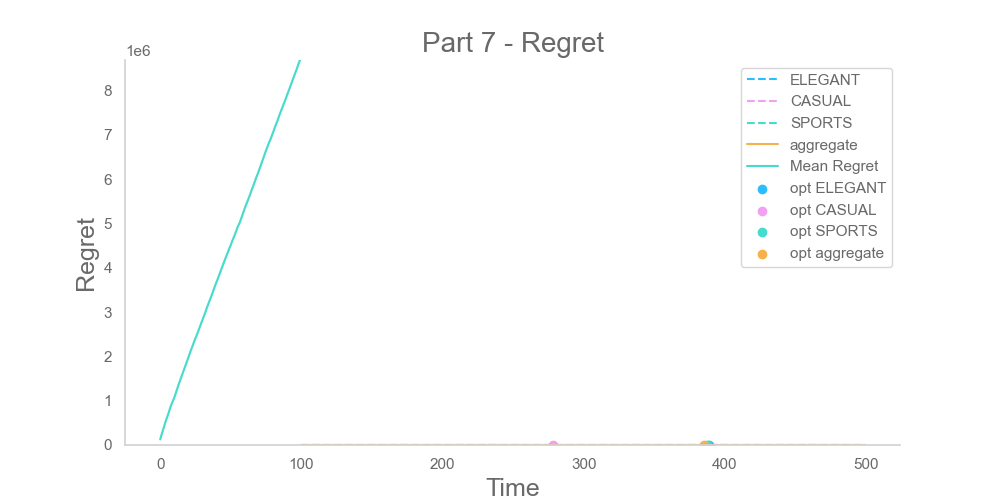 Part 7 - Regret
1e6
8
7
6
5
4
3
2
1
0
Regret
0 100 200 300 400 500
Time
ELEGANT
CASUAL
SPORTS
aggregate
Mean Regret
opt ELEGANT
opt CASUAL
opt SPORTS
opt aggregate